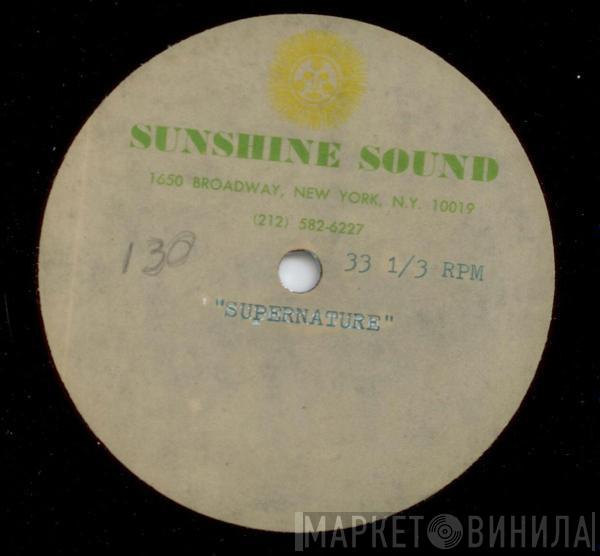 SUNSHINE SOUND
1650 BROADWAY, NEW YORK, N.Y. 10019
(212) 582-6227
130
33 1/3 RPM
"SUPERNATURE"
МАРКЕТ ВИНИЛА